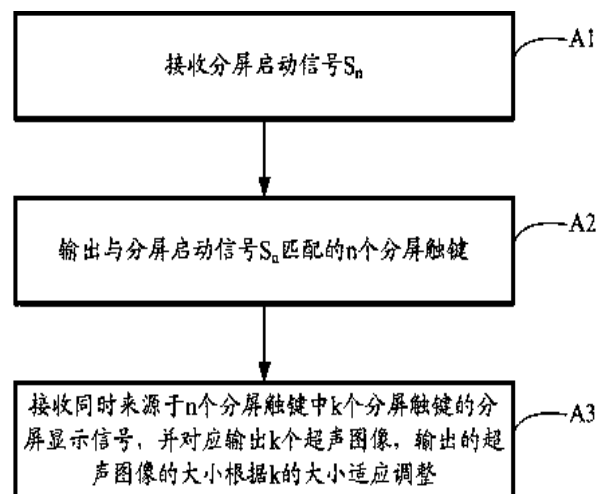 接收分屏启动信号Sn
A1
输出与分屏启动信号Sn匹配的n个分屏触键
A2
接收同时来源于n个分屏触键中k个分屏触键的分
屏显示信号，并对应输出k个超声图像，输出的超
声图像的大小根据k的大小适应调整
A3